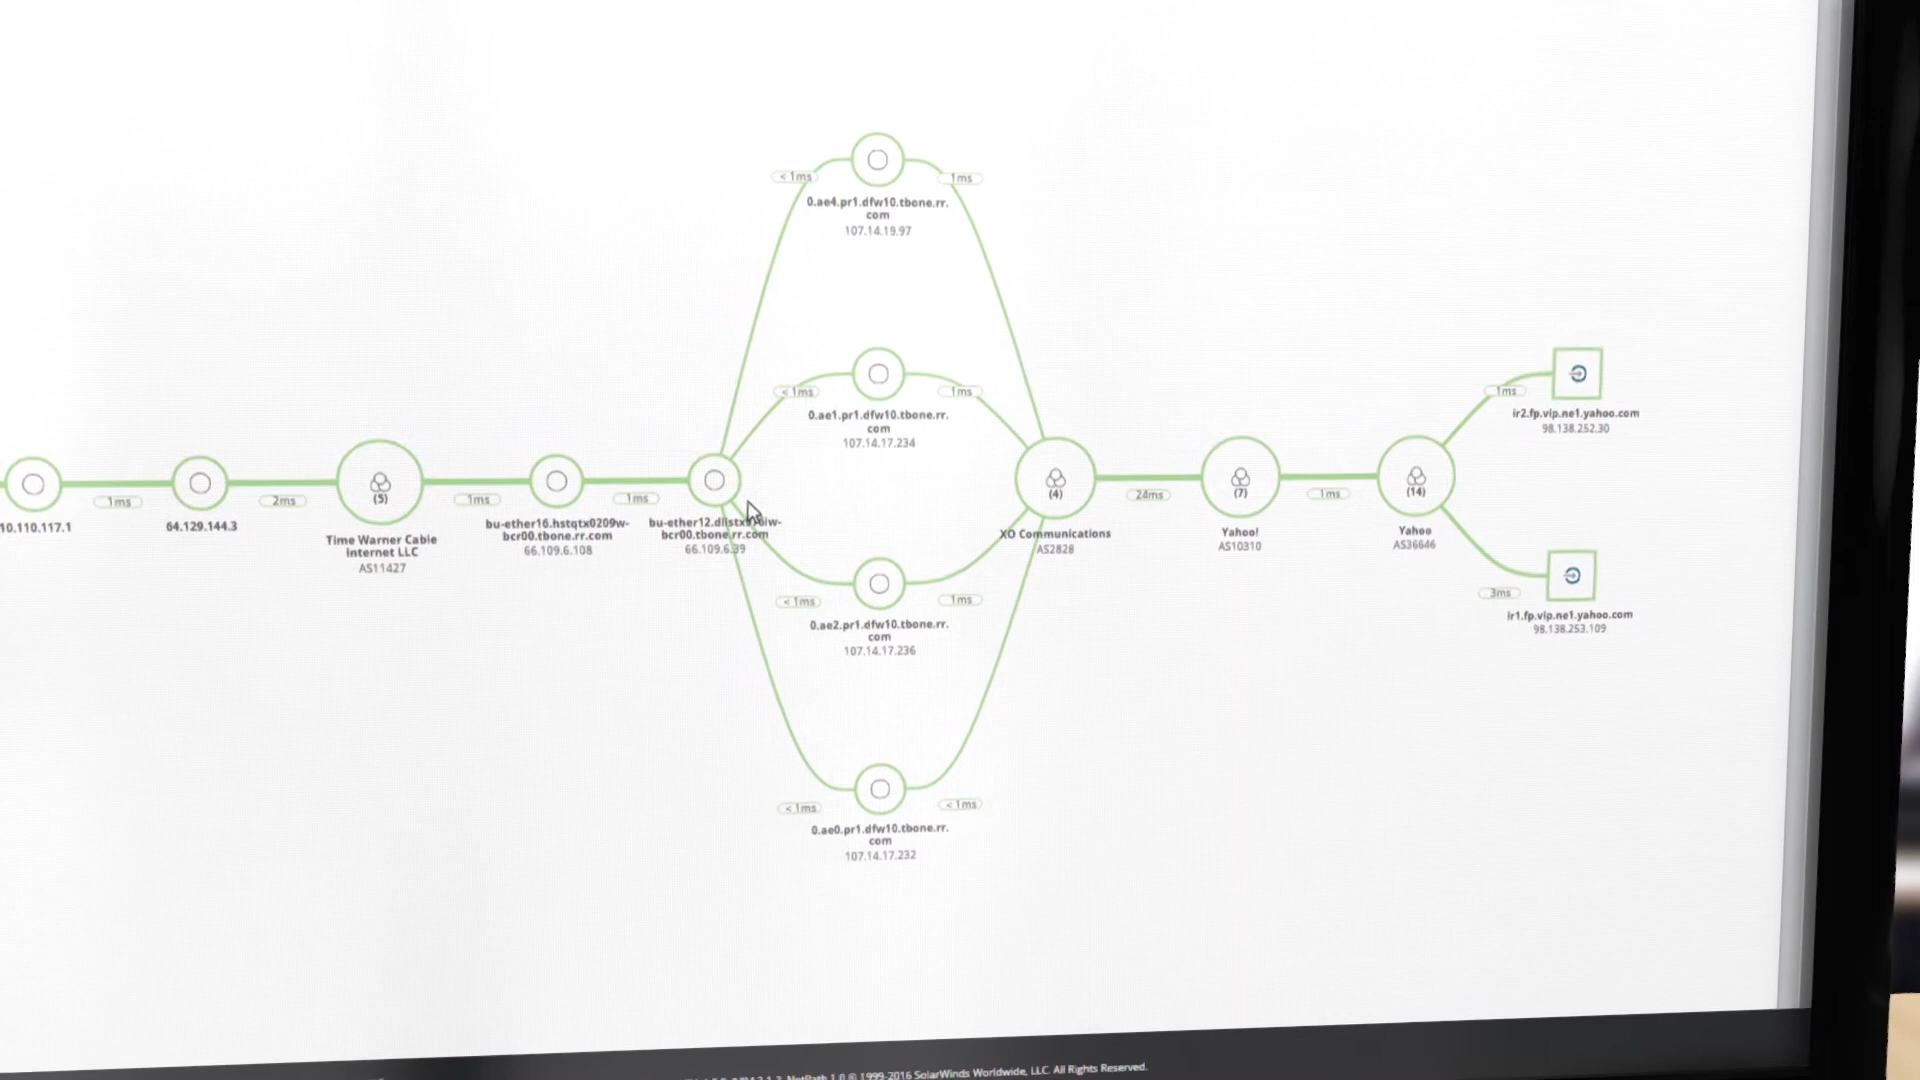 < 1ms
1ms
0.ae4.pr1.dfw10.tbone.rr.
com
107.14.19.97
< 1ms
1ms
0.ae1.pr1.dfw10.tbone.rr.
com
107.14.17.234
1ms
ir2.fp.vip.ne1.yahoo.com
98.138.252.30
10.110.117.1
1ms
64.129.144.3
2ms
(5)
Time Warner Cable
Internet LLC
AS11427
1ms
bu-ether16.hstqtx0209w-
bcr00.tbone.rr.com
66.109.6.108
1ms
bcr00.tbone.rr.com
66.109.6.39
(4)
XO Communications
AS2828
24ms
(7)
Yahoo!
AS10310
1ms
(14)
Yahoo
AS36646
3ms
ir1.fp.vip.ne1.yahoo.com
98.138.253.109
< 1ms
1ms
0.ae2.pr1.dfw10.tbone.rr.
com
107.14.17.236
< 1ms
< 1ms
0.ae0.pr1.dfw10.tbone.rr.
com
107.14.17.232
NetPath 1.0 © 1999-2016 SolarWinds Worldwide, LLC. All Rights Reserved.